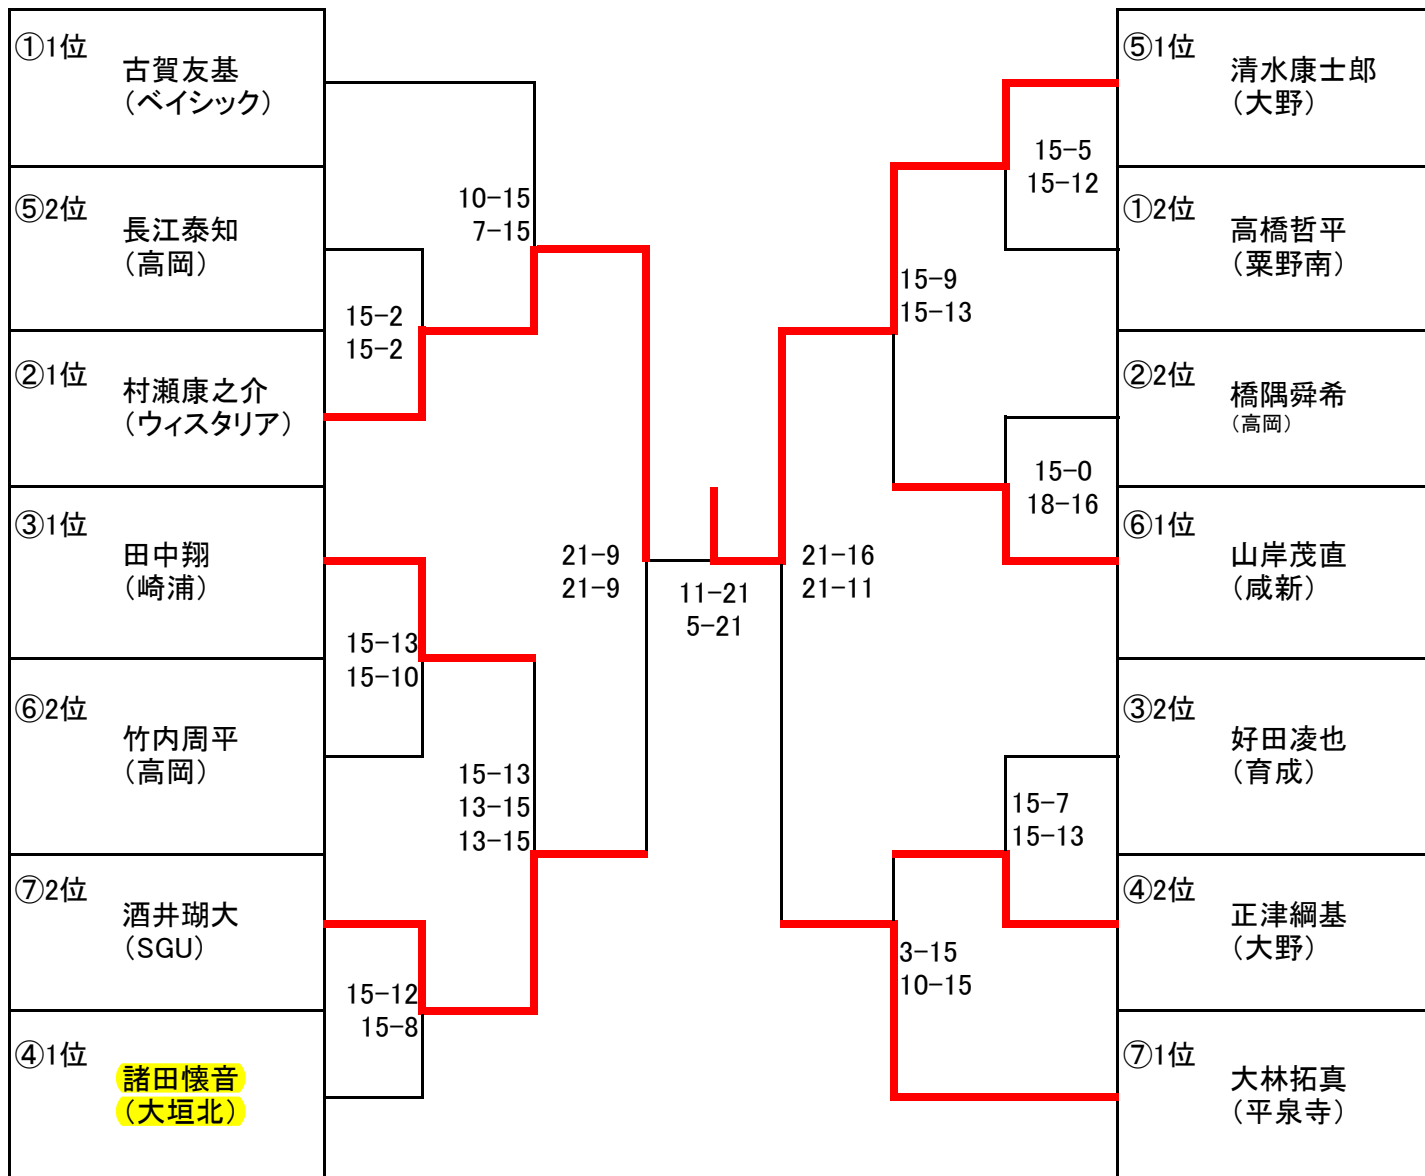 ①1位
古賀友基
（ベイシック）
⑤2位
長江泰知
（高岡）
②1位
村瀬康之介
（ウィスタリア）
③1位
田中翔
（崎浦）
⑥2位
竹内周平
（高岡）
⑦2位
酒井瑚大
（SGU）
④1位
諸田懐音
（大垣北）
10-15
7-15
15-2
15-2
15-13
15-10
15-13
13-15
13-15
15-12
15-8
21-9
21-9
11-21
5-21
21-16
21-11
15-5
15-12
15-9
15-13
15-0
18-16
15-7
15-13
3-15
10-15
⑤1位
清水康士郎
（大野）
①2位
高橋哲平
（粟野南）
②2位
橋隅舜希
（高岡）
⑥1位
山岸茂直
（咸新）
③2位
好田凌也
（育成）
④2位
正津綱基
（大野）
⑦1位
大林拓真
（平泉寺）